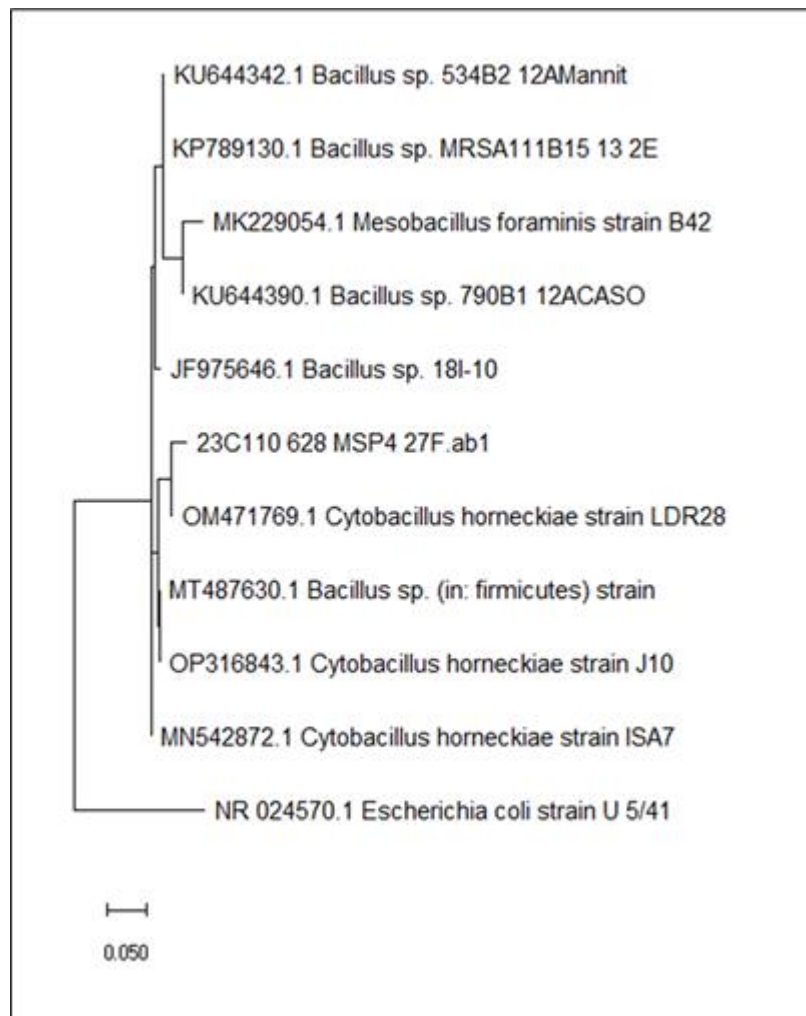 KU644342.1 Bacillus sp. 534B2 12AMannit
KP789130.1 Bacillus sp. MRSA111B15 13 2E
MK229054.1 Mesobacillus foraminis strain B42
KU644390.1 Bacillus sp. 790B1 12ACASO
JF975646.1 Bacillus sp. 18I-10
23C110 628 MSP4 27F.ab1
OM471769.1 Cytobacillus horneckiae strain LDR28
MT487630.1 Bacillus sp. (in: firmicutes) strain
OP316843.1 Cytobacillus horneckiae strain J10
MN542872.1 Cytobacillus horneckiae strain ISA7
NR 024570.1 Escherichia coli strain U 5/41
0.050